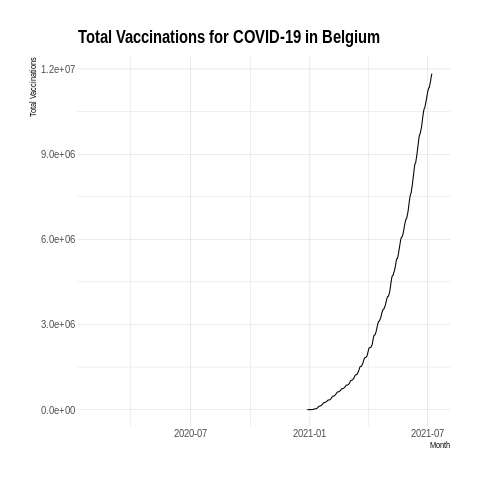 Total Vaccinations for COVID-19 in Belgium
Total Vaccinations
1.2e+07
9.0e+06
6.0e+06
3.0e+06
0.0e+00
2020-07 2021-01 2021-07
Month